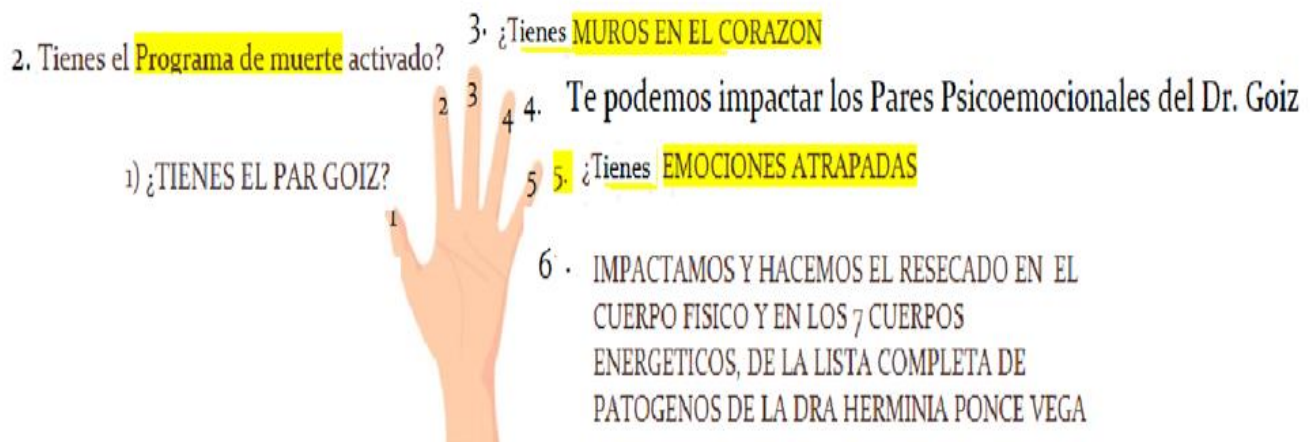 3. ¿Tienes MUROS EN EL CORAZON
2. Tienes el Programa de muerte activado?
4. Te podemos impactar los Pares Psicoemocionales del Dr. Goiz
1) ¿TIENES EL PAR GOIZ?
5. ¿Tienes EMOCIONES ATRAPADAS
1
2
3
4
5
6. IMPACTAMOS Y HACEMOS EL RESECADO EN EL
CUERPO FISICO Y EN LOS 7 CUERPOS
ENERGETICOS, DE LA LISTA COMPLETA DE
PATOGENOS DE LA DRA HERMINIA PONCE VEGA